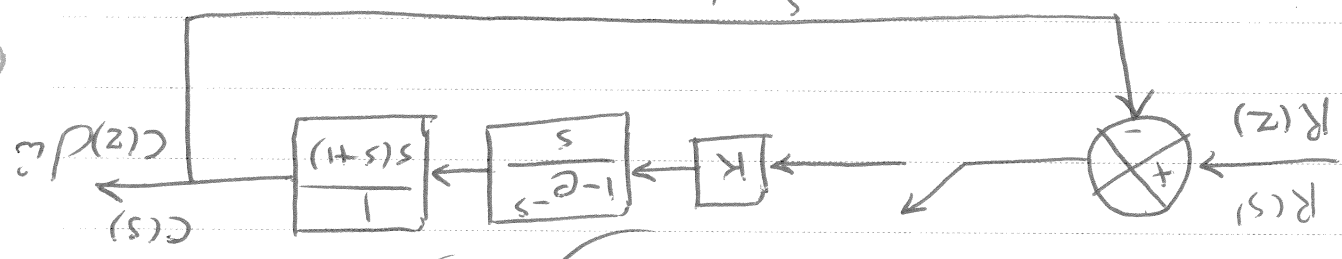 R(s)
R(z)
+
-
K
1-e^-s
s
1
s(s+1)
C(s)
C(z)